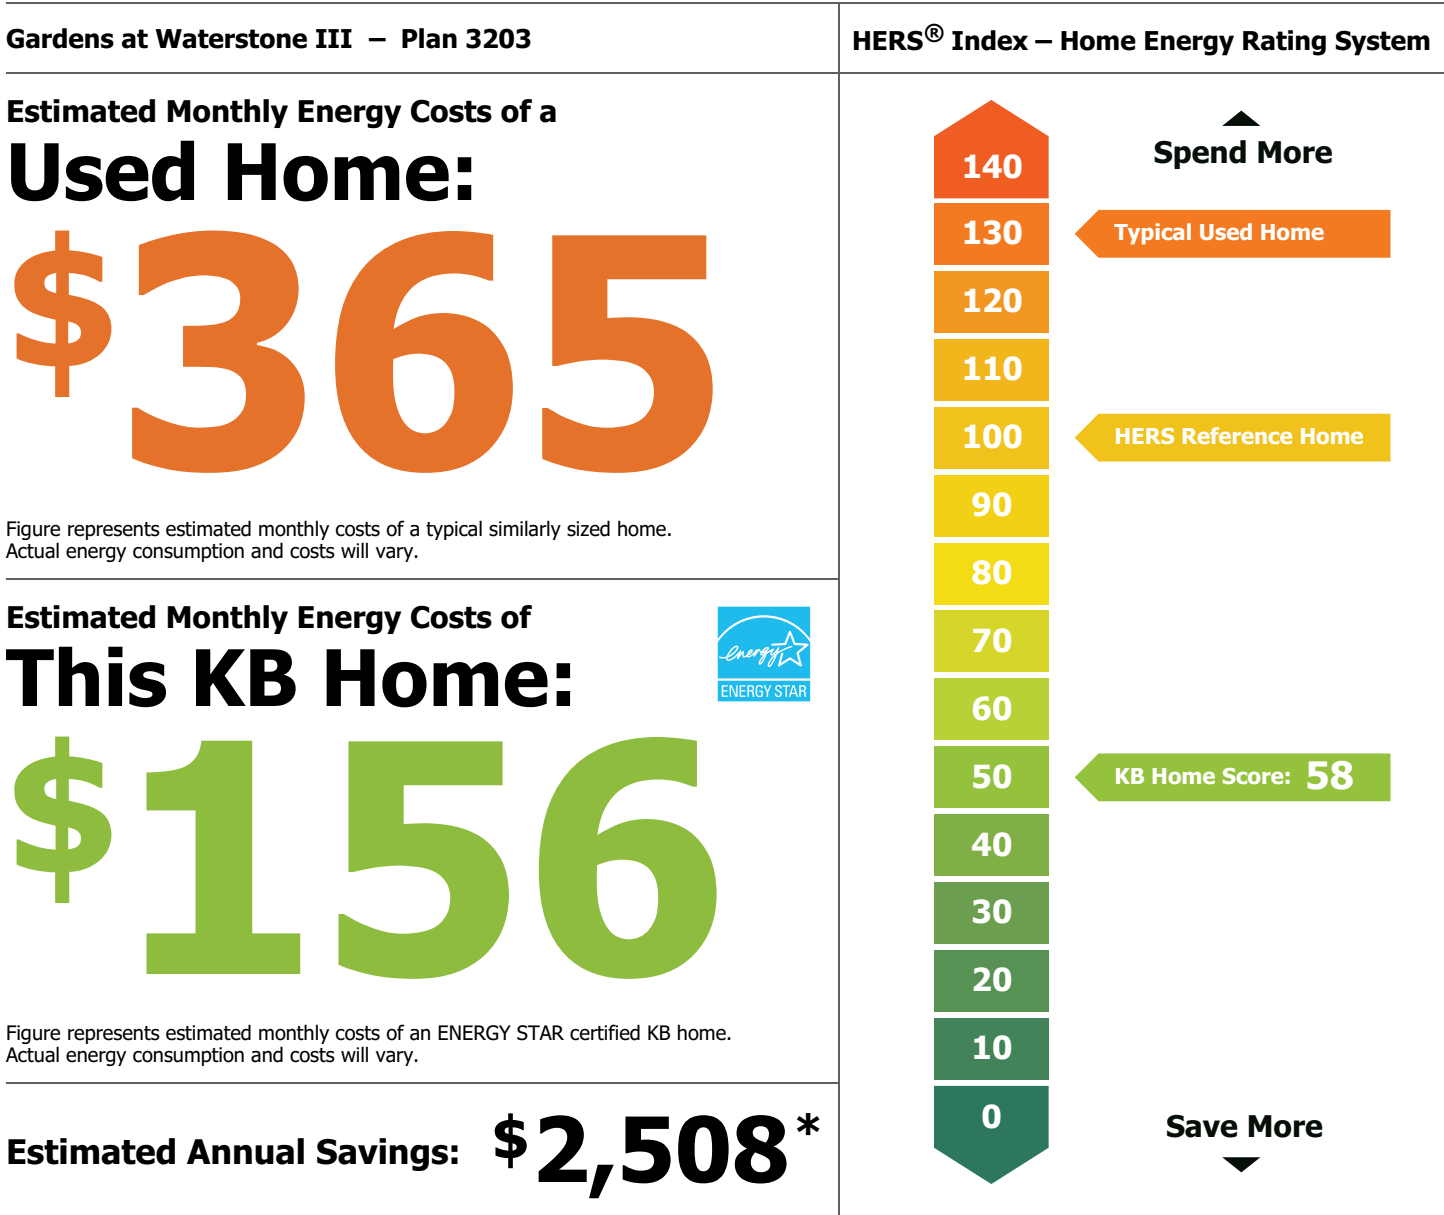 Gardens at Waterstone III – Plan 3203
Estimated Monthly Energy Costs of a
Used Home:
$365
Figure represents estimated monthly costs of a typical similarly sized home.
Actual energy consumption and costs will vary.
Estimated Monthly Energy Costs of
This KB Home:
energy
ENERGY STAR
$156
Figure represents estimated monthly costs of an ENERGY STAR certified KB home.
Actual energy consumption and costs will vary.
Estimated Annual Savings: $2,508*
HERS® Index – Home Energy Rating System
Spend More
140
130 Typical Used Home
120
110
100 HERS Reference Home
90
80
70
60
50 KB Home Score: 58
40
30
20
10
0
Save More